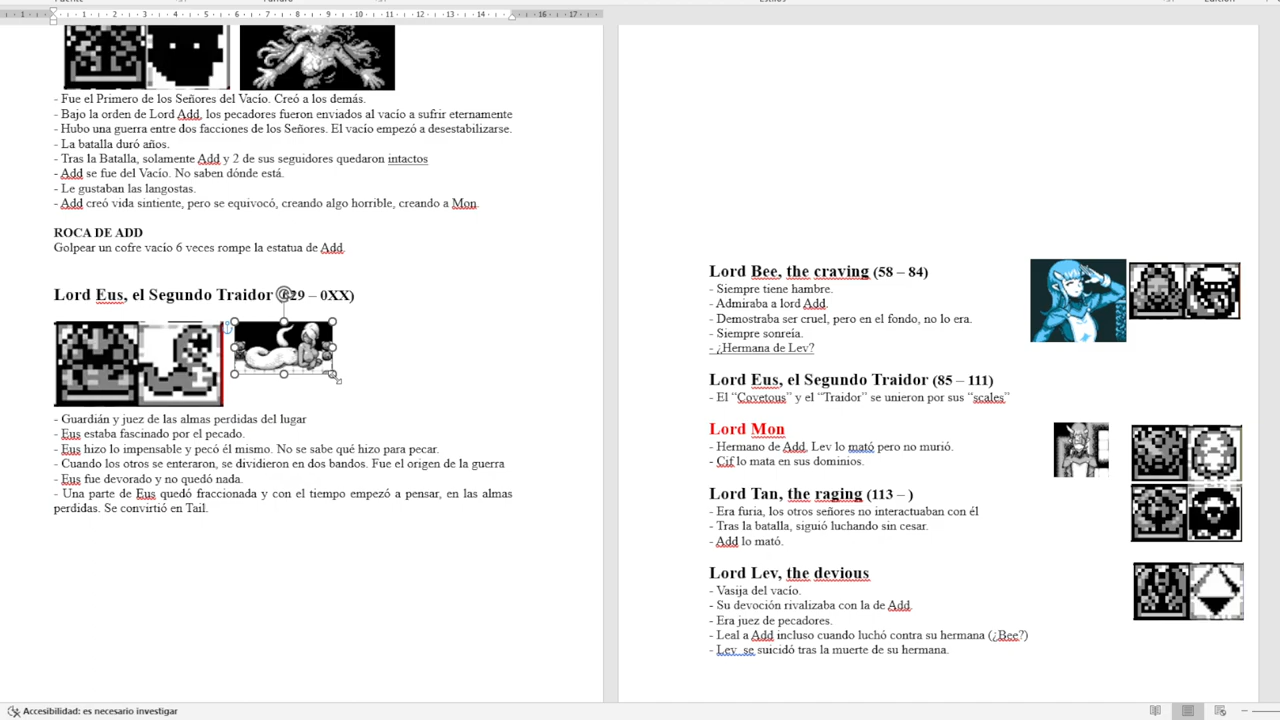 - Fue el Primero de los Señores del Vacío. Creó a los demás.
- Bajo la orden de Lord Add, los pecadores fueron enviados al vacío a sufrir eternamente
- Hubo una guerra entre dos facciones de los Señores. El vacío empezó a desestabilizarse.
- La batalla duró años.
- Tras la Batalla, solamente Add y 2 de sus seguidores quedaron intactos
- Add se fue del Vacío. No saben dónde está.
- Le gustaban las langostas.
- Add creó vida sintiente, pero se equivocó, creando algo horrible, creando a Mon.
ROCA DE ADD
Golpear un cofre vacío 6 veces rompe la estatua de Add.
Lord Eus, el Segundo Traidor 29 – 0XX)
- Guardián y juez de las almas perdidas del lugar
- Eus estaba fascinado por el pecado.
- Eus hizo lo impensable y pecó él mismo. No se sabe qué hizo para pecar.
- Cuando los otros se enteraron, se dividieron en dos bandos. Fue el origen de la guerra
- Eus fue devorado y no quedó nada.
- Una parte de Eus quedó fraccionada y con el tiempo empezó a pensar, en las almas
perdidas. Se convirtió en Tail.
Lord Bee, the craving (58 – 84)
- Siempre tiene hambre.
- Admiraba a lord Add.
- Demostraba ser cruel, pero en el fondo, no lo era.
- Siempre sonreía.
- ¿Hermana de Lev?
Lord Eus, el Segundo Traidor (85 – 111)
- El “Covetous” y el “Traidor” se unieron por sus “scales”
Lord Mon
- Hermano de Add, Lev lo mató pero no murió.
- Cif lo mata en sus dominios.
Lord Tan, the raging (113 – )
- Era furia, los otros señores no interactuaban con él
- Tras la batalla, siguió luchando sin cesar.
- Add lo mató.
Lord Lev, the devious
- Vasija del vacío.
- Su devoción rivalizaba con la de Add.
- Era juez de pecadores.
- Leal a Add incluso cuando luchó contra su hermana (¿Bee?)
- Lev se suicidó tras la muerte de su hermana.
Accesibilidad: es necesario investigar